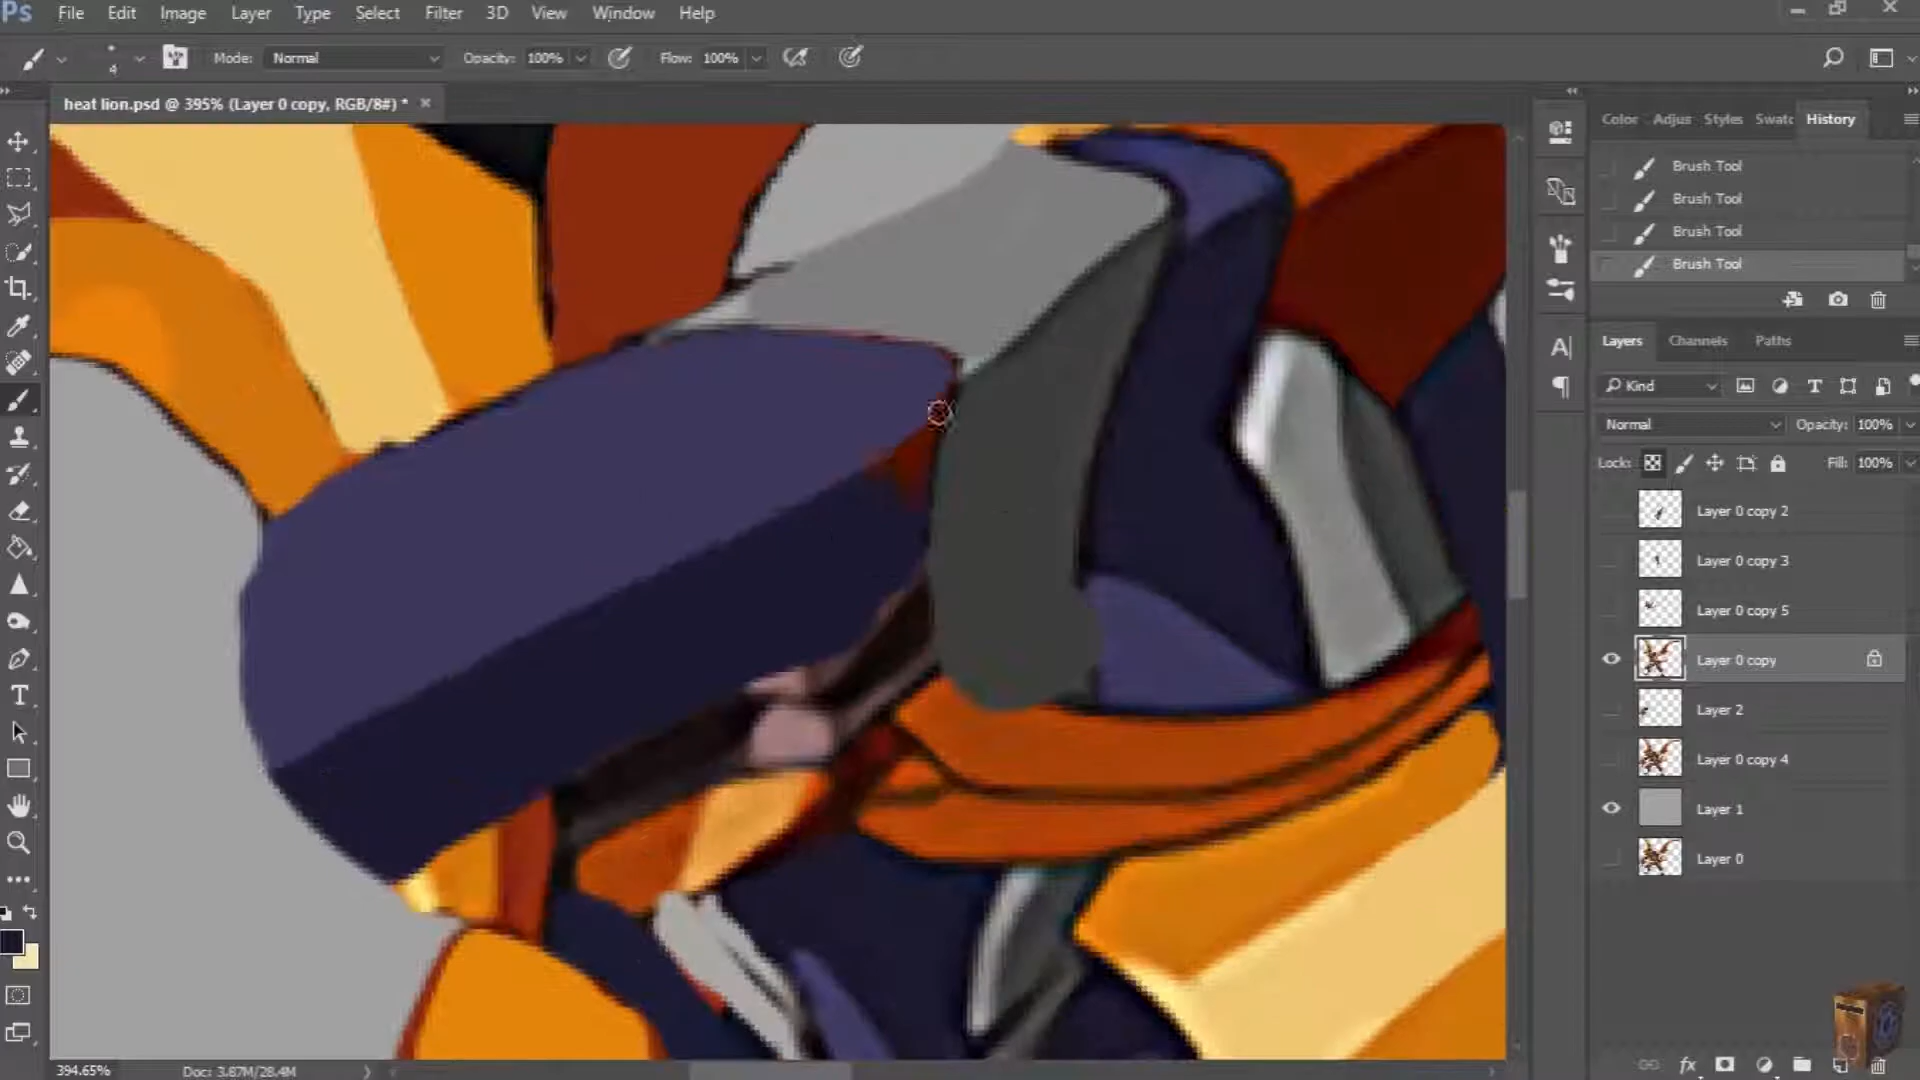 Ps File Edit Image Layer Type Select Filter 3D View Window Help
4 Mode: Normal Opacity: 100% Flow: 100%
heat lion.psd @ 395% (Layer 0 copy, RGB/8#) * ×
Color Adjus Styles Swatc History
Brush Tool
Brush Tool
Brush Tool
Brush Tool
Layers Channels Paths
Kind
Normal Opacity: 100%
Lock: Fill: 100%
Layer 0 copy 2
Layer 0 copy 3
Layer 0 copy 5
Layer 0 copy
Layer 2
Layer 0 copy 4
Layer 1
Layer 0
394.65% Doc: 3.87M/28.4M